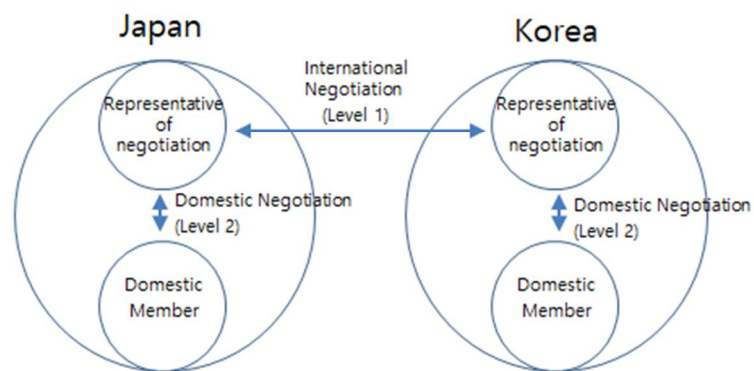 Japan
Korea
International
Negotiation
(Level 1)
Representative
of
negotiation
Representative
of
negotiation
Domestic Negotiation
(Level 2)
Domestic Negotiation
(Level 2)
Domestic
Member
Domestic
Member